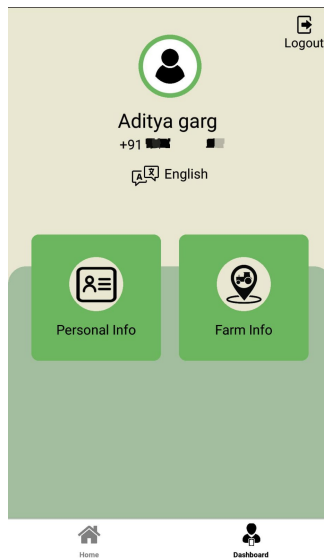 Logout
Aditya garg
+91
English
Personal Info
Farm Info
Home
Dashboard